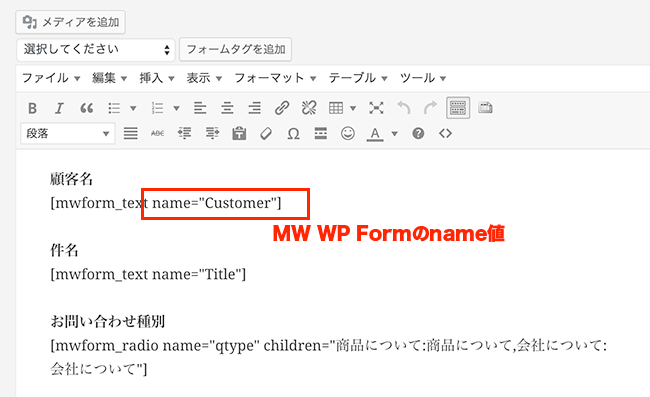 メディアを追加
選択してください フォームタグを追加
ファイル 編集 挿入 表示 フォーマット テーブル ツール
B I “ ABC
段落 ABC Ω A ? <>
顧客名
[mwform_text name="Customer"]
MW WP Formのname値
件名
[mwform_text name="Title"]
お問い合わせ種別
[mwform_radio name="qtype" children="商品について:商品について,会社について:
会社について"]